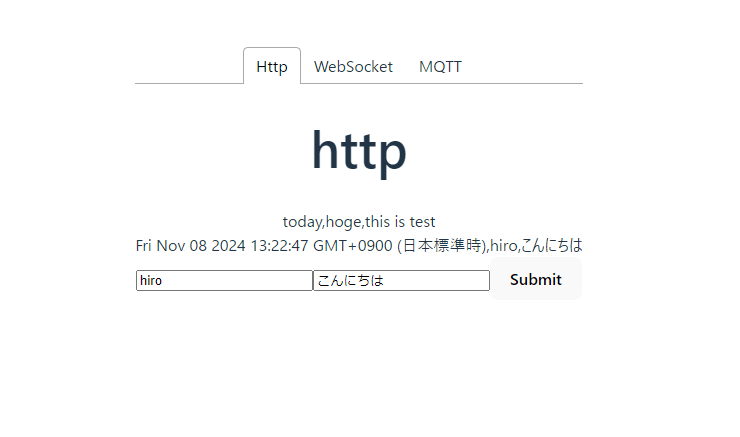 Http WebSocket MQTT
http
today,hoge,this is test
Fri Nov 08 2024 13:22:47 GMT+0900 (日本標準時),hiro,こんにちは
hiro こんにちは Submit